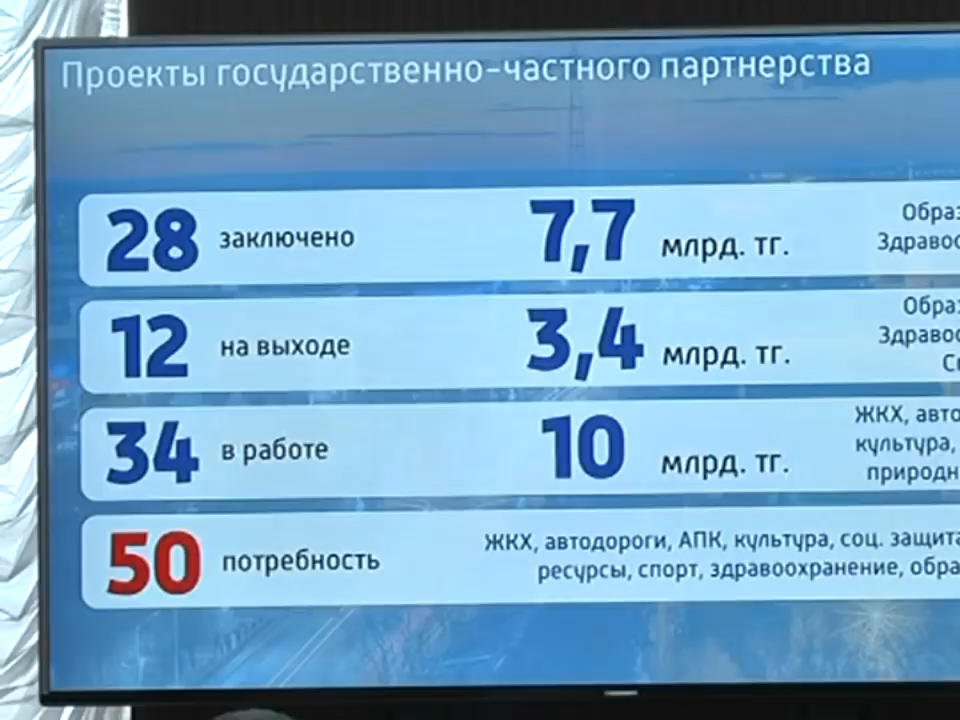 Проекты государственно-частного партнерства
28 заключено 7,7 млрд. тг.
12 на выходе 3,4 млрд. тг.
34 в работе 10 млрд. тг.
ЖКХ,
культура,
50 потребность
ЖКХ, автодороги, АПК, культура, соц. защита
ресурсы, спорт, здравоохранение,